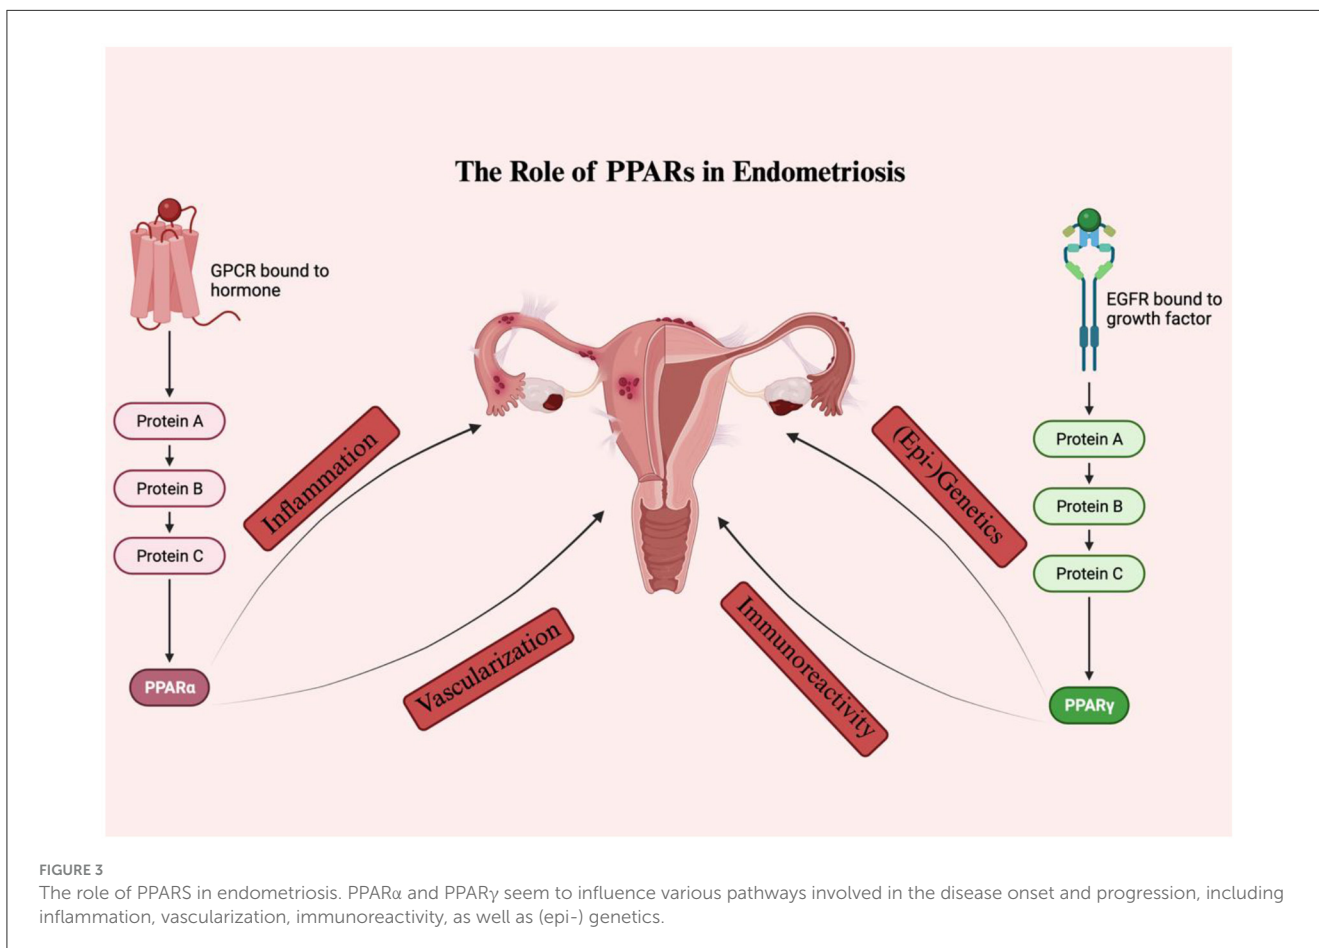 The Role of PPARs in Endometriosis
GPCR bound to
hormone
Protein A
Protein B
Protein C
PPARα
Inflammation
Vascularization
(Epi-)Genetics
Immunoreactivity
EGFR bound to
growth factor
Protein A
Protein B
Protein C
PPARγ
FIGURE 3
The role of PPARS in endometriosis. PPARα and PPARγ seem to influence various pathways involved in the disease onset and progression, including
inflammation, vascularization, immunoreactivity, as well as (epi-) genetics.